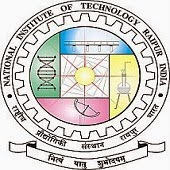 NATIONAL INSTITUTE OF TECHNOLOGY RAIPUR, INDIA
राष्ट्रीय प्रौद्योगिकी संस्थान रायपुर भारत
नित्यं यातु शुभोदयम्